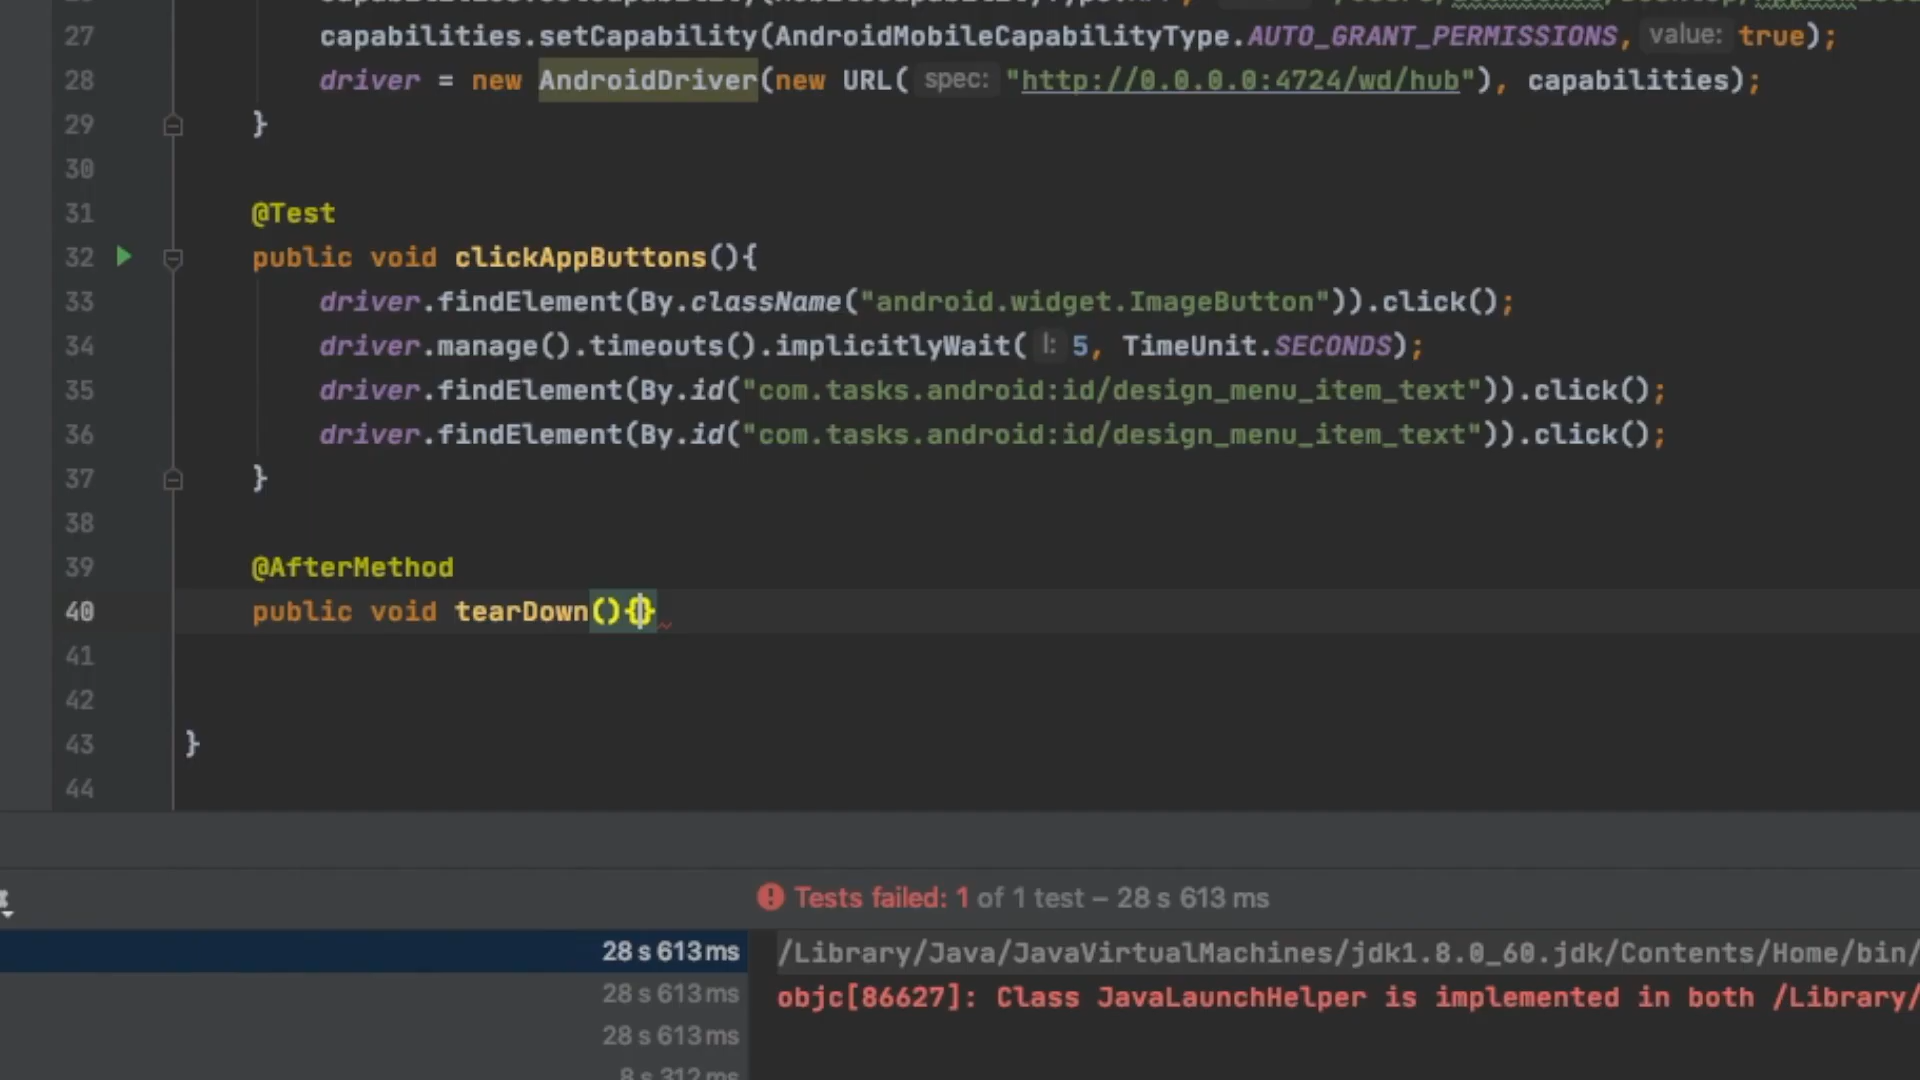 27 capabilities.setCapability(AndroidMobileCapabilityType.AUTO_GRANT_PERMISSIONS, value: true);
28 driver = new AndroidDriver(new URL( spec: "http://0.0.0.0:4724/wd/hub"), capabilities);
29 }
30
31 @Test
32 public void clickAppButtons(){
33 driver.findElement(By.className("android.widget.ImageButton")).click();
34 driver.manage().timeouts().implicitlyWait( l: 5, TimeUnit.SECONDS);
35 driver.findElement(By.id("com.tasks.android:id/design_menu_item_text")).click();
36 driver.findElement(By.id("com.tasks.android:id/design_menu_item_text")).click();
37 }
38
39 @AfterMethod
40 public void tearDown(){}
41
42
43 }
44
Tests failed: 1 of 1 test – 28 s 613 ms
28 s 613 ms
/Library/Java/JavaVirtualMachines/jdk1.8.0_60.jdk/Contents/Home/bin/
28 s 613 ms
objc[86627]: Class JavaLaunchHelper is implemented in both /Library/
28 s 613 ms
8 s 312 ms